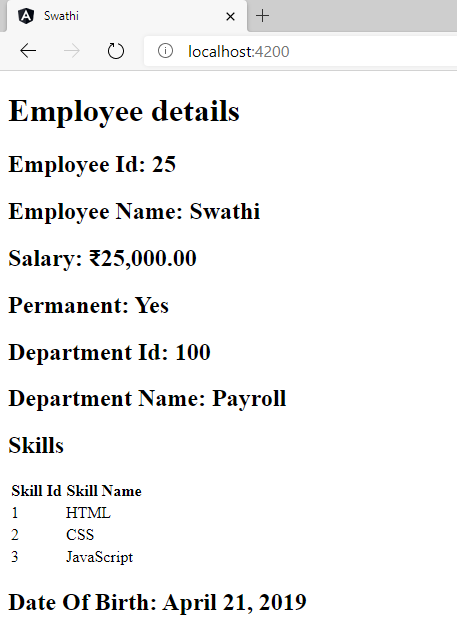 Swathi
localhost:4200
Employee details
Employee Id: 25
Employee Name: Swathi
Salary: ₹25,000.00
Permanent: Yes
Department Id: 100
Department Name: Payroll
Skills
Skill Id Skill Name
1 HTML
2 CSS
3 JavaScript
Date Of Birth: April 21, 2019